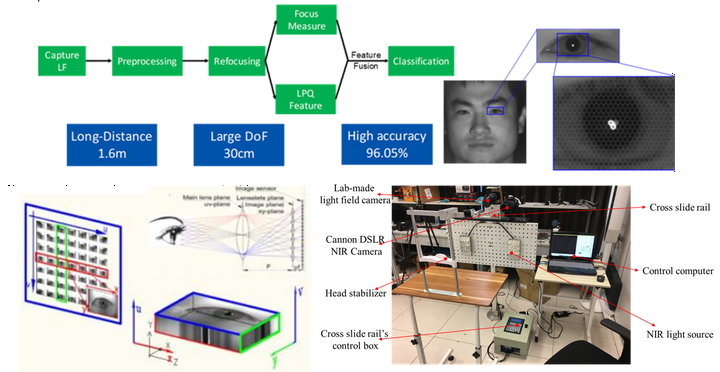 Focus
Measure
Capture
LF
Preprocessing
Refocusing
Feature
Fusion
Classification
LPQ
Feature
Long-Distance
1.6m
Large DoF
30cm
High accuracy
96.05%
Image sensor
Main lens plane
uv-plane
Lenslets plane
(Image plane)
xy-plane
F
u
v
x
y
u
v
Y
X
Z
x
y
Lab-made
light field camera
Cross slide rail
Cannon DSLR
NIR Camera
Control computer
Head stabilizer
Cross slide rail's
control box
NIR light source